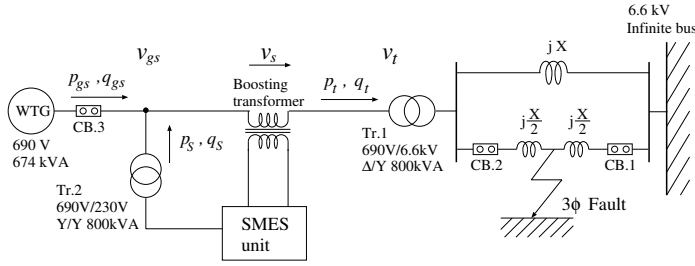 6.6 kV
Infinite bus
v_gs
v_s
v_t
j X
p_gs , q_gs
Boosting
transformer
p_t , q_t
WTG
CB.3
690 V
674 kVA
p_S , q_S
Tr.1
690V/6.6kV
Δ/Y 800kVA
j X/2
j X/2
CB.2
CB.1
Tr.2
690V/230V
Y/Y 800kVA
SMES
unit
3ϕ Fault